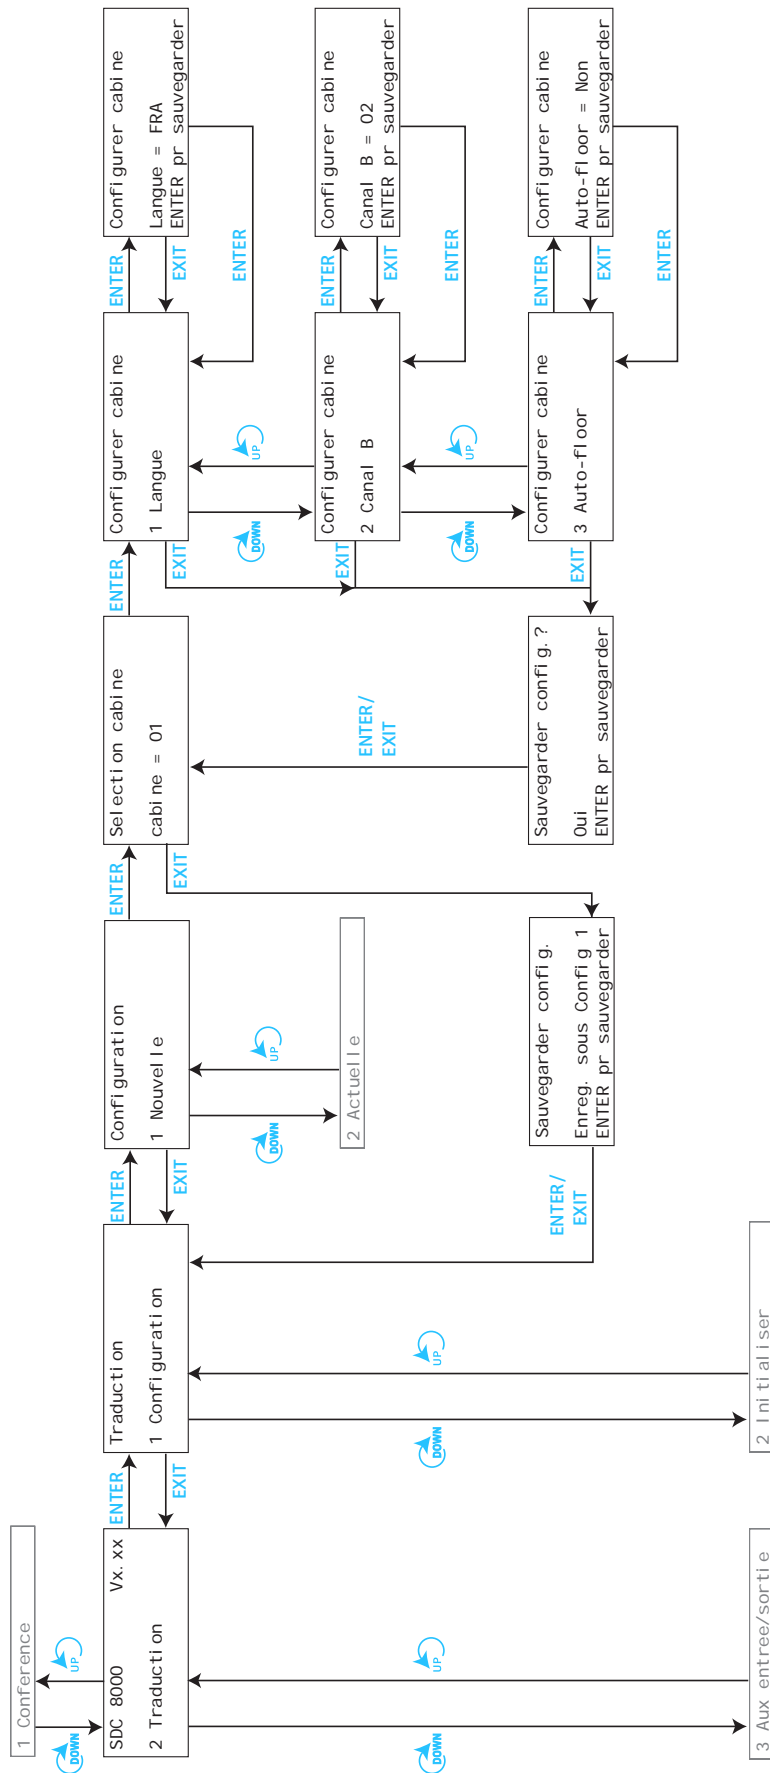 1 Conference
DOWN
UP
SDC 8000 Vx.xx
2 Traduction
ENTER
EXIT
DOWN
UP
3 Aux entree/sortie
Traduction
1 Configuration
ENTER
EXIT
DOWN
UP
2 Initialiser
Configuration
1 Nouvelle
DOWN
UP
2 Actuelle
ENTER
EXIT
Sauvegarder config.
Enreg. sous Config 1
ENTER pr sauvegarder
ENTER/
EXIT
Selection cabine
cabine = 01
ENTER
ENTER/
EXIT
Sauvegarder config.?
Oui
ENTER pr sauvegarder
Configurer cabine
1 Langue
EXIT
ENTER
EXIT
ENTER
Configurer cabine
Langue = FRA
ENTER pr sauvegarder
DOWN
UP
Configurer cabine
2 Canal B
EXIT
ENTER
EXIT
ENTER
Configurer cabine
Canal B = 02
ENTER pr sauvegarder
DOWN
UP
Configurer cabine
3 Auto-floor
EXIT
ENTER
EXIT
ENTER
Configurer cabine
Auto-floor = Non
ENTER pr sauvegarder